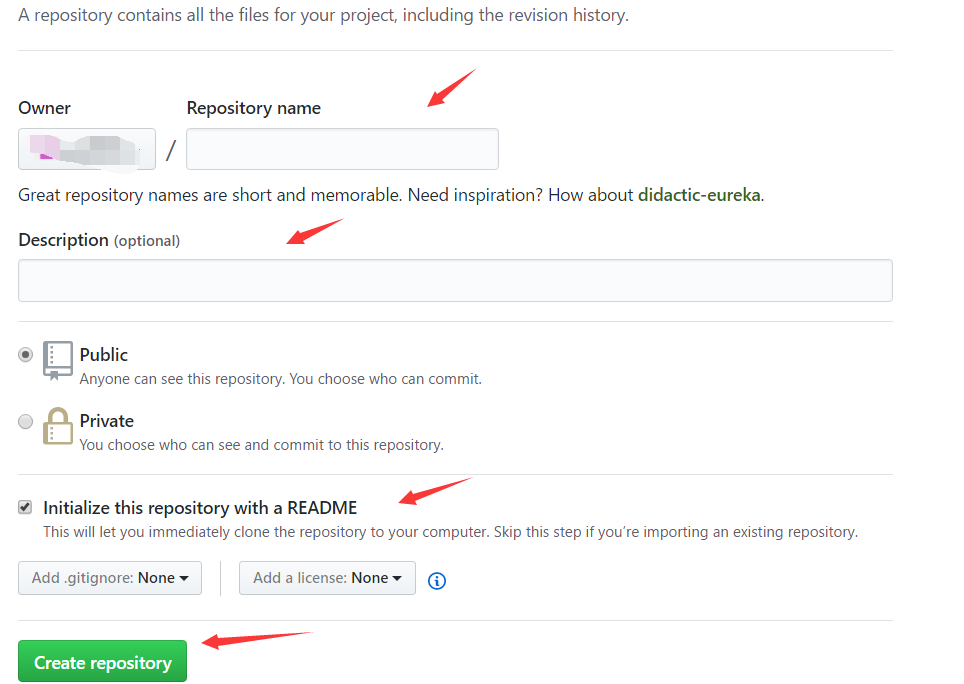 A repository contains all the files for your project, including the revision history.
Owner Repository name
/
Great repository names are short and memorable. Need inspiration? How about didactic-eureka.
Description (optional)
Public
Anyone can see this repository. You choose who can commit.
Private
You choose who can see and commit to this repository.
Initialize this repository with a README
This will let you immediately clone the repository to your computer. Skip this step if you’re importing an existing repository.
Add .gitignore: None Add a license: None
Create repository